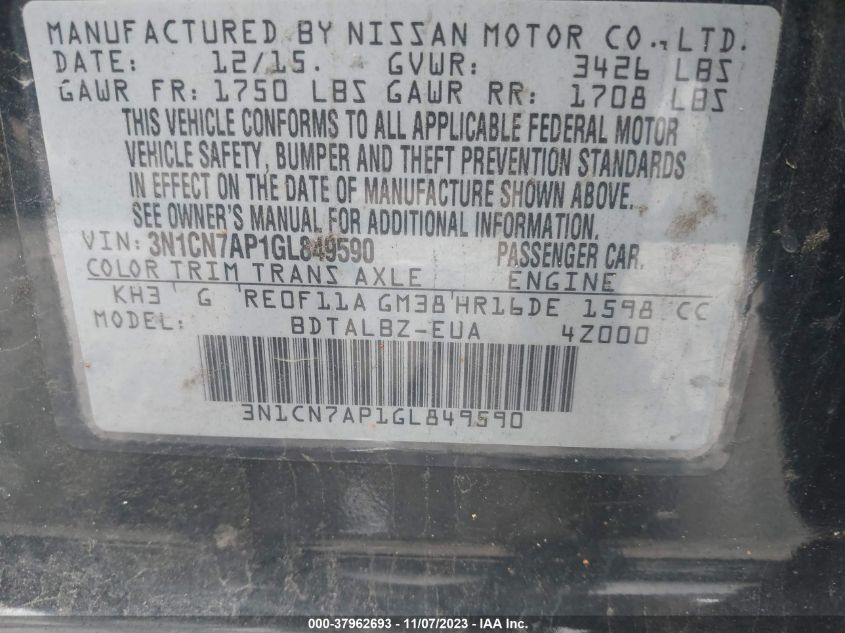 MANUFACTURED BY NISSAN MOTOR CO., LTD.
DATE: 12/15. GVWR: 3426 LBS
GAWR FR: 1750 LBS GAWR RR: 1708 LBS
THIS VEHICLE CONFORMS TO ALL APPLICABLE FEDERAL MOTOR
VEHICLE SAFETY, BUMPER AND THEFT PREVENTION STANDARDS
IN EFFECT ON THE DATE OF MANUFACTURE SHOWN ABOVE.
SEE OWNER'S MANUAL FOR ADDITIONAL INFORMATION.
VIN: 3N1CN7AP1GL849590 PASSENGER CAR.
COLOR TRIM TRANS AXLE ENGINE
KH3 G RE0F11A GM38 HR16DE 1598 CC
MODEL: BDTALBZ-EUA 4Z000
3N1CN7AP1GL849590
000-37962693 - 11/07/2023 - IAA Inc.